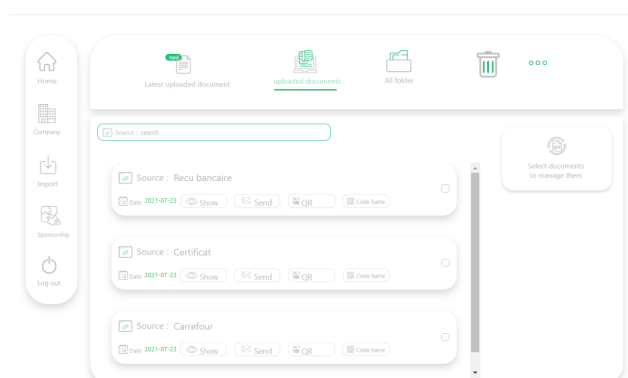 Home
Company
Import
Sponsorship
Log out
New
Latest uploaded document
uploaded documents
All folder
Source : search
Select documents
to manage them
Source : Recu bancaire
Date 2021-07-23 Show Send QR Code barre
Source : Certificat
Date 2021-07-23 Show Send QR Code barre
Source : Carrefour
Date 2021-07-23 Show Send QR Code barre